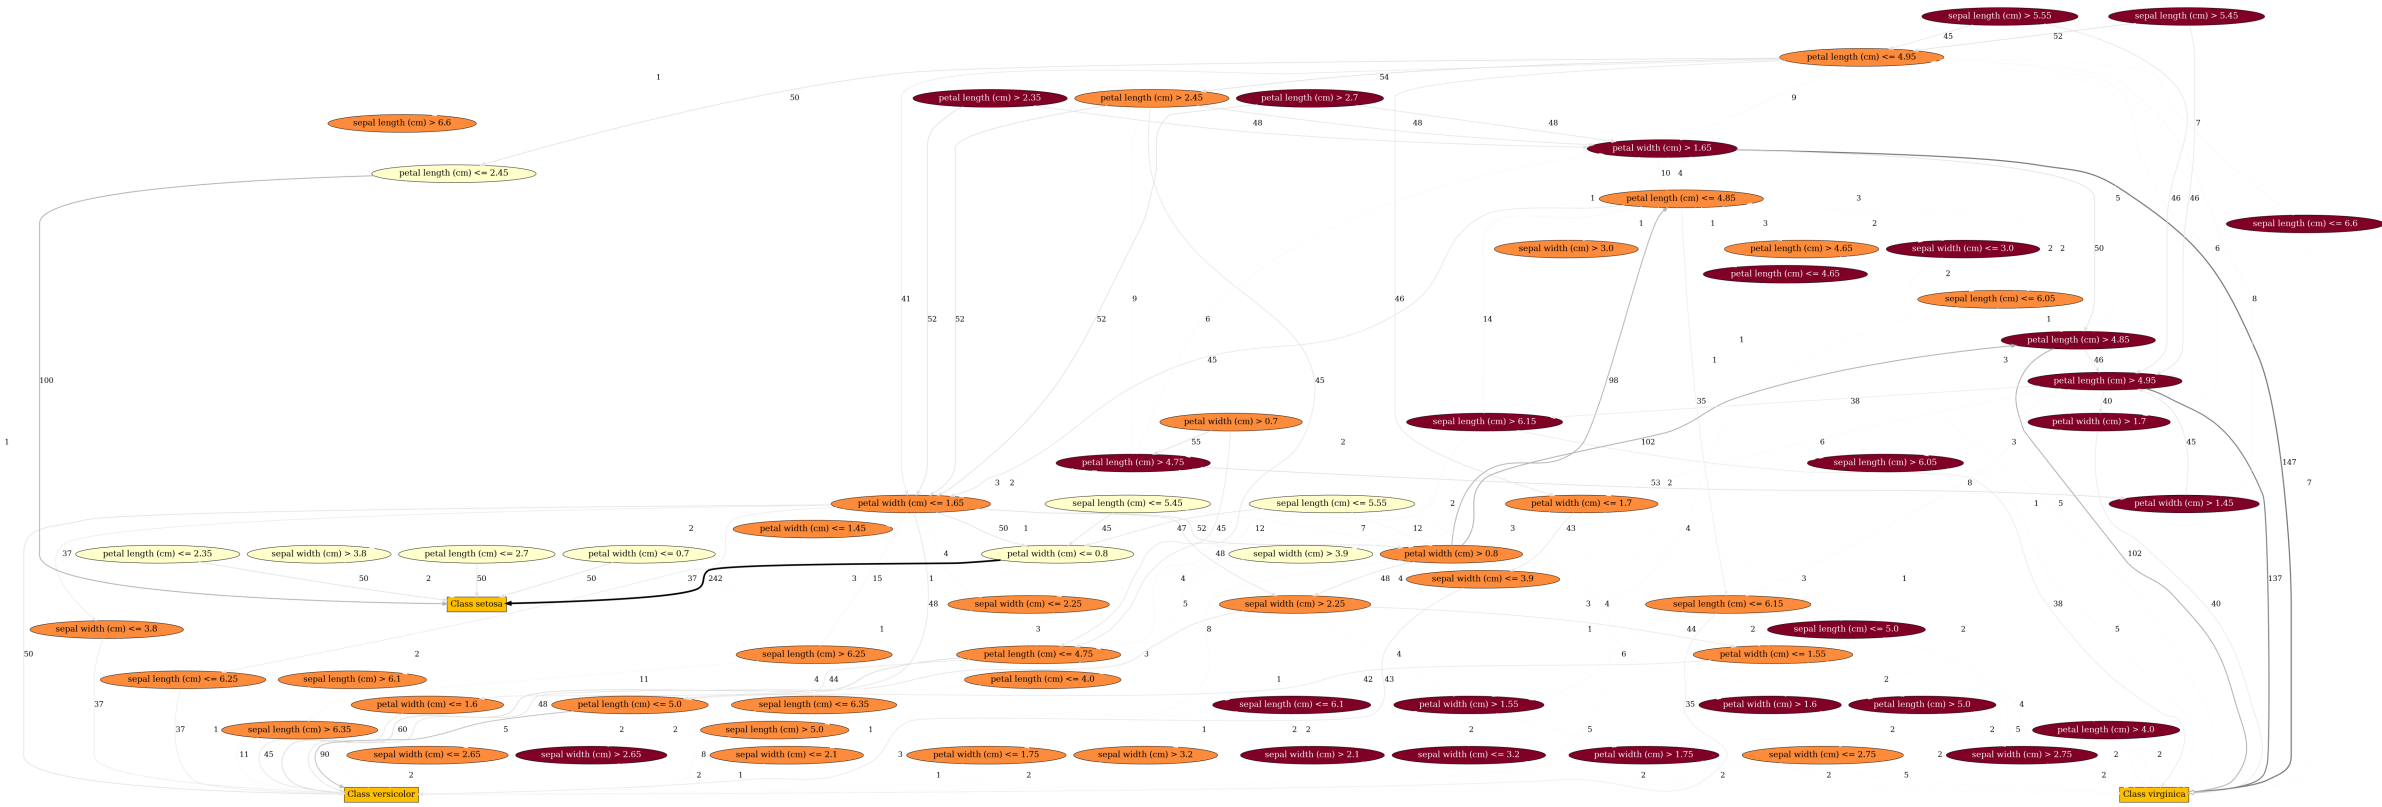 sepal length (cm) > 5.55
sepal length (cm) > 5.45
45
52
petal length (cm) <= 4.95
1
54
50
petal length (cm) > 2.35
petal length (cm) > 2.45
petal length (cm) > 2.7
9
sepal length (cm) > 6.6
48
48
48
7
petal width (cm) > 1.65
petal length (cm) <= 2.45
10
4
petal length (cm) <= 4.85
1
3
5
46
46
1
1
3
2
sepal length (cm) <= 6.6
sepal width (cm) > 3.0
petal length (cm) > 4.65
sepal width (cm) <= 3.0
2
2
50
6
petal length (cm) <= 4.65
2
41
9
46
sepal length (cm) <= 6.05
8
52
52
52
6
14
1
1
petal length (cm) > 4.85
45
1
3
46
100
45
98
petal length (cm) > 4.95
35
38
40
petal width (cm) > 0.7
sepal length (cm) > 6.15
petal width (cm) > 1.7
1
55
2
102
6
3
45
petal length (cm) > 4.75
sepal length (cm) > 6.05
147
3
2
53
2
8
7
petal width (cm) <= 1.65
sepal length (cm) <= 5.45
sepal length (cm) <= 5.55
2
petal width (cm) <= 1.7
1
5
petal width (cm) > 1.45
2
petal width (cm) <= 1.45
50
1
45
47
52
45
12
7
12
3
43
4
37
petal length (cm) <= 2.35
sepal width (cm) > 3.8
petal length (cm) <= 2.7
petal width (cm) <= 0.7
4
petal width (cm) <= 0.8
48
sepal width (cm) > 3.9
petal width (cm) > 0.8
102
50
2
50
50
37
242
3
15
1
4
48
4
sepal width (cm) <= 3.9
3
1
137
Class setosa
48
sepal width (cm) <= 2.25
5
sepal width (cm) > 2.25
3
4
sepal length (cm) <= 6.15
38
40
sepal width (cm) <= 3.8
1
3
8
1
44
2
sepal length (cm) <= 5.0
2
5
50
2
sepal length (cm) > 6.25
petal length (cm) <= 4.75
3
4
6
petal width (cm) <= 1.55
sepal length (cm) <= 6.25
sepal length (cm) > 6.1
11
4
44
petal length (cm) <= 4.0
1
42
43
2
37
petal width (cm) <= 1.6
48
petal length (cm) <= 5.0
sepal length (cm) <= 6.35
sepal length (cm) <= 6.1
petal width (cm) > 1.55
35
petal width (cm) > 1.6
petal length (cm) > 5.0
4
37
1
sepal length (cm) > 6.35
60
5
2
2
sepal length (cm) > 5.0
1
1
2
2
2
5
2
2
5
petal length (cm) > 4.0
11
45
90
sepal width (cm) <= 2.65
sepal width (cm) > 2.65
8
sepal width (cm) <= 2.1
3
petal width (cm) <= 1.75
sepal width (cm) > 3.2
sepal width (cm) > 2.1
sepal width (cm) <= 3.2
petal width (cm) > 1.75
sepal width (cm) <= 2.75
2
sepal width (cm) > 2.75
2
2
2
2
1
1
2
2
2
2
5
2
Class versicolor
Class virginica